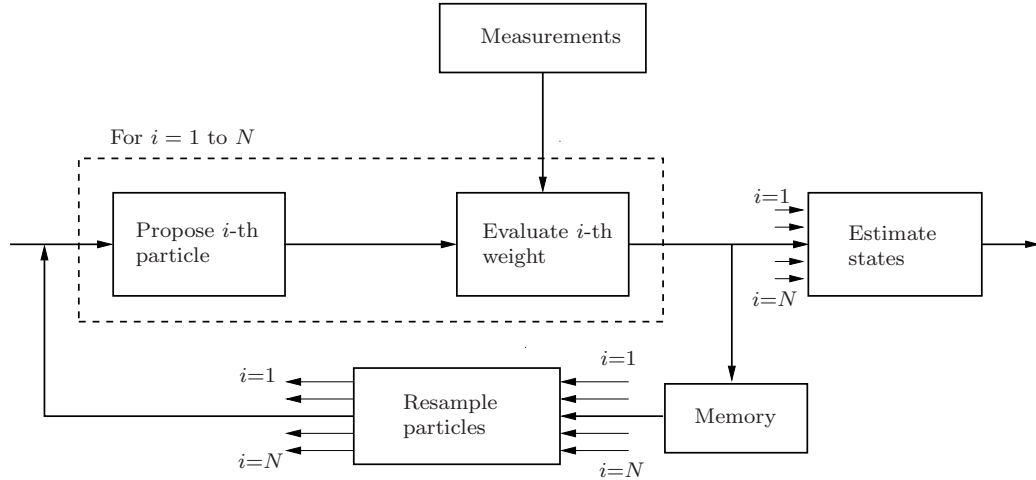 Measurements
For i = 1 to N
Propose i-th
particle
Evaluate i-th
weight
i=1
Estimate
states
i=N
i=1
i=1
Resample
particles
Memory
i=N
i=N